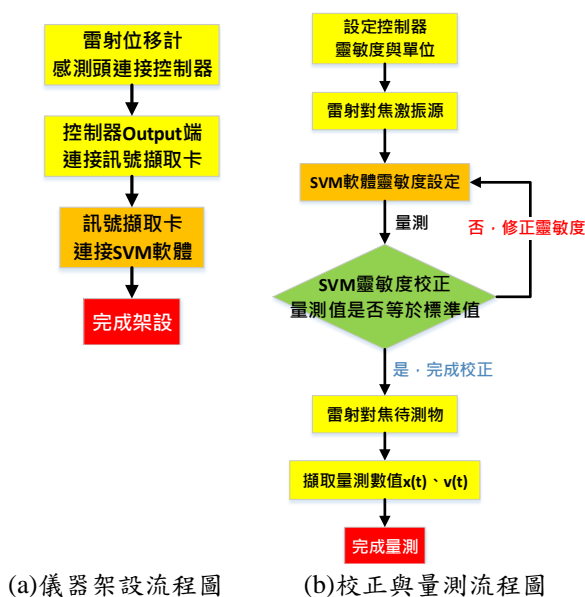 雷射位移計
感測頭連接控制器
控制器Output端
連接訊號擷取卡
訊號擷取卡
連接SVM軟體
完成架設
(a)儀器架設流程圖
設定控制器
靈敏度與單位
雷射對焦激振源
SVM軟體靈敏度設定
量測
否，修正靈敏度
SVM靈敏度校正
量測值是否等於標準值
是，完成校正
雷射對焦待測物
擷取量測數值x(t)、v(t)
完成量測
(b)校正與量測流程圖